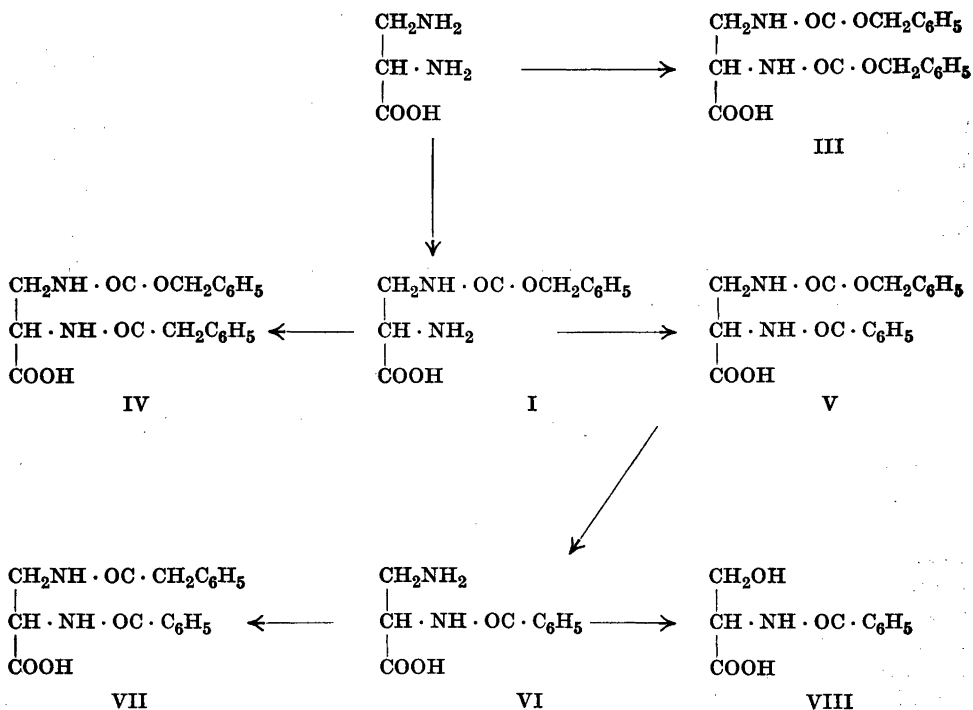 CH₂NH₂ CH₂NH · OC · OCH₂C₆H₅
CH · NH₂ CH · NH · OC · OCH₂C₆H₅
COOH COOH
III
CH₂NH · OC · OCH₂C₆H₅ CH₂NH · OC · OCH₂C₆H₅ CH₂NH · OC · OCH₂C₆H₅
CH · NH · OC · CH₂C₆H₅ CH · NH₂ CH · NH · OC · C₆H₅
COOH COOH COOH
IV I V
CH₂NH · OC · CH₂C₆H₅ CH₂NH₂ CH₂OH
CH · NH · OC · C₆H₅ CH · NH · OC · C₆H₅ CH · NH · OC · C₆H₅
COOH COOH COOH
VII VI VIII